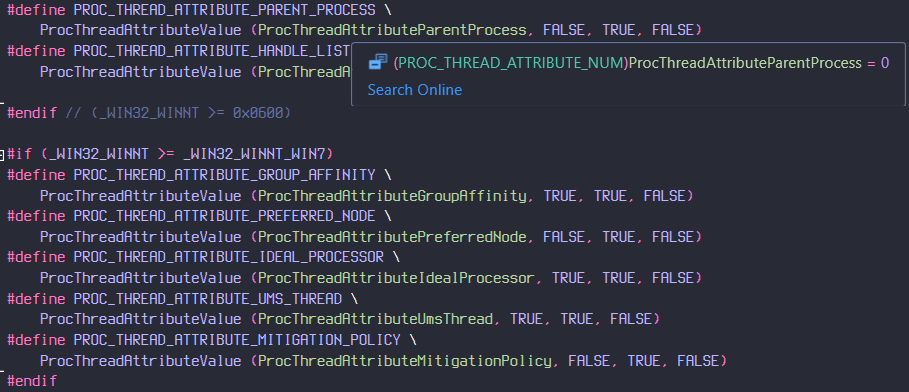 #define PROC_THREAD_ATTRIBUTE_PARENT_PROCESS \
    ProcThreadAttributeValue (ProcThreadAttributeParentProcess, FALSE, TRUE, FALSE)
#define PROC_THREAD_ATTRIBUTE_HANDLE_LIST
    ProcThreadAttributeValue (ProcThreadA
(PROC_THREAD_ATTRIBUTE_NUM)ProcThreadAttributeParentProcess = 0
Search Online
#endif // (_WIN32_WINNT >= 0x0600)
#if (_WIN32_WINNT >= _WIN32_WINNT_WIN7)
#define PROC_THREAD_ATTRIBUTE_GROUP_AFFINITY \
    ProcThreadAttributeValue (ProcThreadAttributeGroupAffinity, TRUE, TRUE, FALSE)
#define PROC_THREAD_ATTRIBUTE_PREFERRED_NODE \
    ProcThreadAttributeValue (ProcThreadAttributePreferredNode, FALSE, TRUE, FALSE)
#define PROC_THREAD_ATTRIBUTE_IDEAL_PROCESSOR \
    ProcThreadAttributeValue (ProcThreadAttributeIdealProcessor, TRUE, TRUE, FALSE)
#define PROC_THREAD_ATTRIBUTE_UMS_THREAD \
    ProcThreadAttributeValue (ProcThreadAttributeUmsThread, TRUE, TRUE, FALSE)
#define PROC_THREAD_ATTRIBUTE_MITIGATION_POLICY \
    ProcThreadAttributeValue (ProcThreadAttributeMitigationPolicy, FALSE, TRUE, FALSE)
#endif